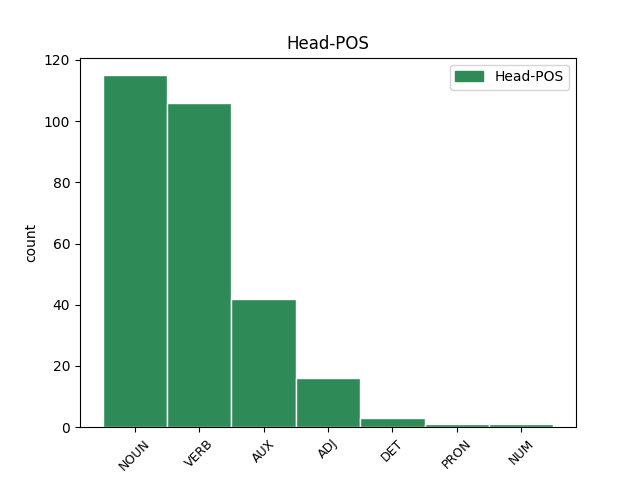 Head-POS
Head-POS
count
120
100
80
60
40
20
0
NOUN
VERB
AUX
ADJ
DET
PRON
NUM